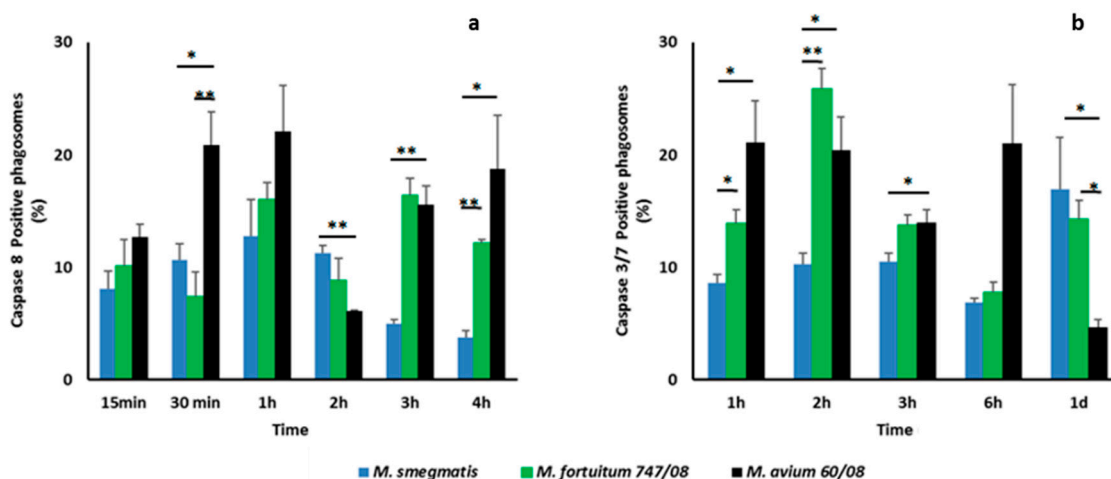 a
Caspase 8 Positive phagosomes
(%)
30
20
10
0
*
**
**
**
**
*
15min 30 min 1h 2h 3h 4h
Time
b
Caspase 3/7 Positive phagosomes
(%)
30
20
10
0
*
*
*
**
*
*
*
1h 2h 3h 6h 1d
Time
M. smegmatis M. fortuitum 747/08 M. avium 60/08